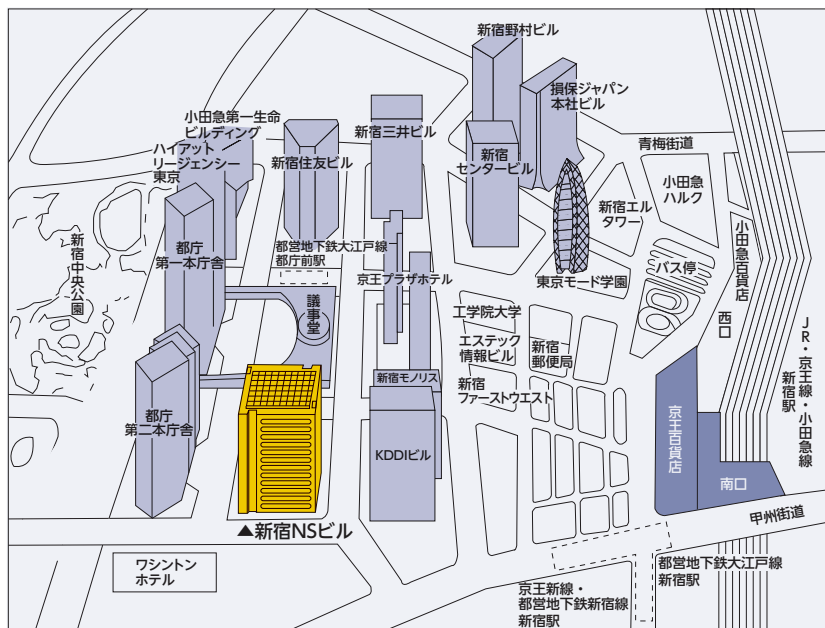 新宿野村ビル
損保ジャパン
本社ビル
小田急第一生命
ビルディング
ハイアット
リージェンシー
東京
新宿住友ビル
新宿三井ビル
新宿
センタービル
青梅街道
小田急
ハルク
新宿エル
タワー
小田急百貨店
新宿中央公園
都庁
第一本庁舎
都営地下鉄大江戸線
都庁前駅
京王プラザホテル
東京モード学園
バス停
議事堂
工学院大学
エステック
情報ビル
新宿
郵便局
西口
JR・京王線・小田急線
新宿駅
新宿モノリス
新宿
ファーストウエスト
都庁
第二本庁舎
KDDIビル
京王百貨店
南口
甲州街道
▲新宿NSビル
ワシントン
ホテル
都営地下鉄大江戸線
新宿駅
京王新線・
都営地下鉄新宿線
新宿駅